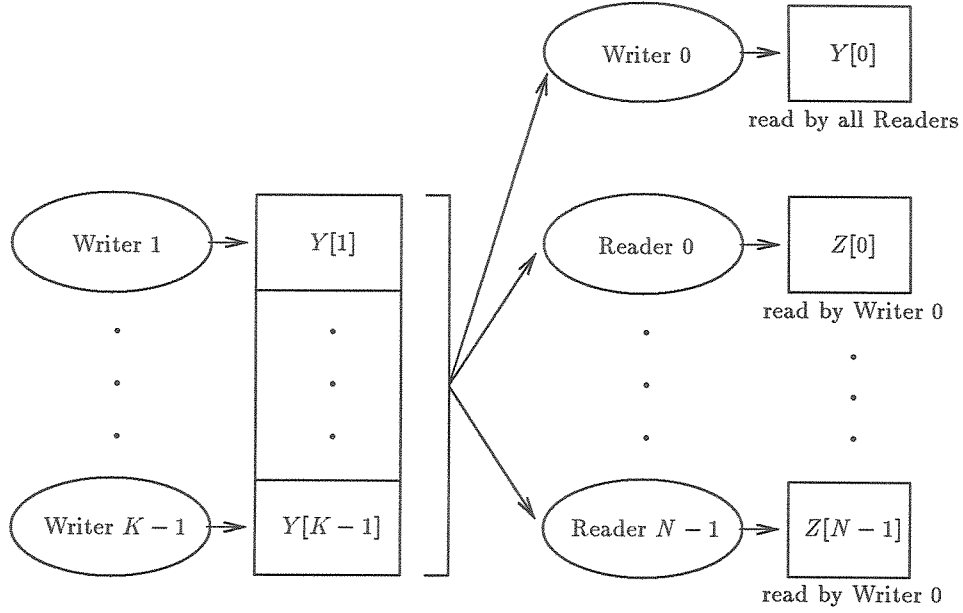 Writer 0
Y[0]
read by all Readers
Writer 1
Y[1]
Reader 0
Z[0]
read by Writer 0
Writer K − 1
Y[K−1]
Reader N − 1
Z[N−1]
read by Writer 0